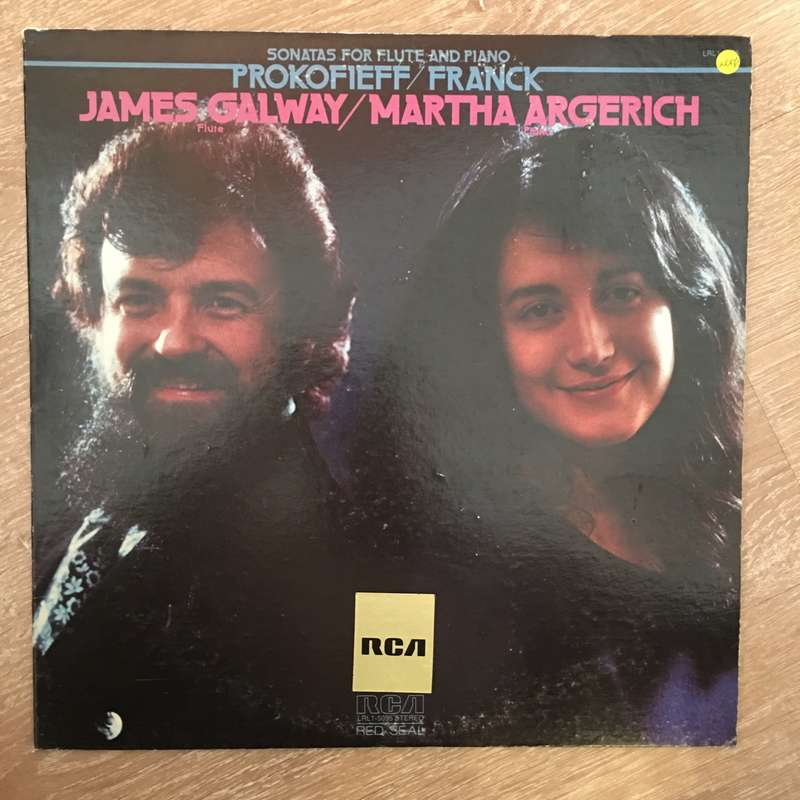 SONATAS FOR FLUTE AND PIANO
PROKOFIEFF/FRANCK
JAMES GALWAY/MARTHA ARGERICH
Flute
RCA
RCA
STEREO
RED SEAL